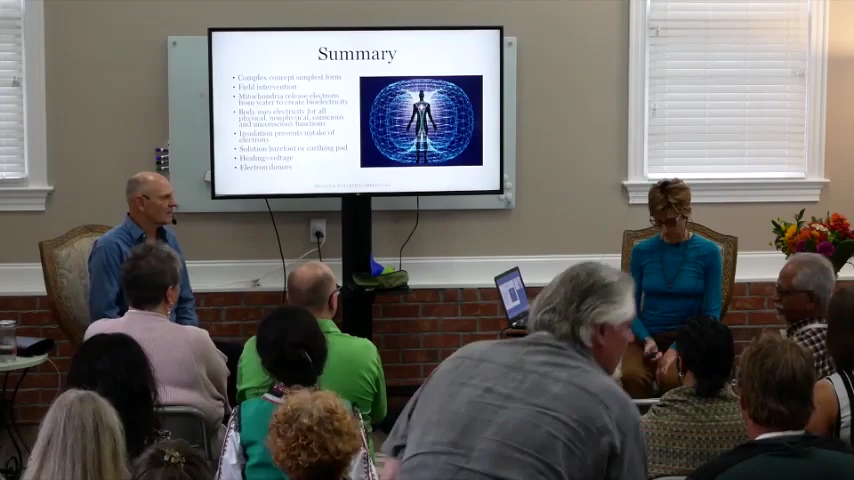 Summary
• Complex concept simplest form
• Field intervention
• Mitochondria release electrons
from water to create bioelectricity
• Body uses electricity for all
physical, nonphysical, conscious
and unconscious functions
• Insulation prevents uptake of
electrons
• Solution barefoot or earthing pad
• Healing=voltage
• Electron donors